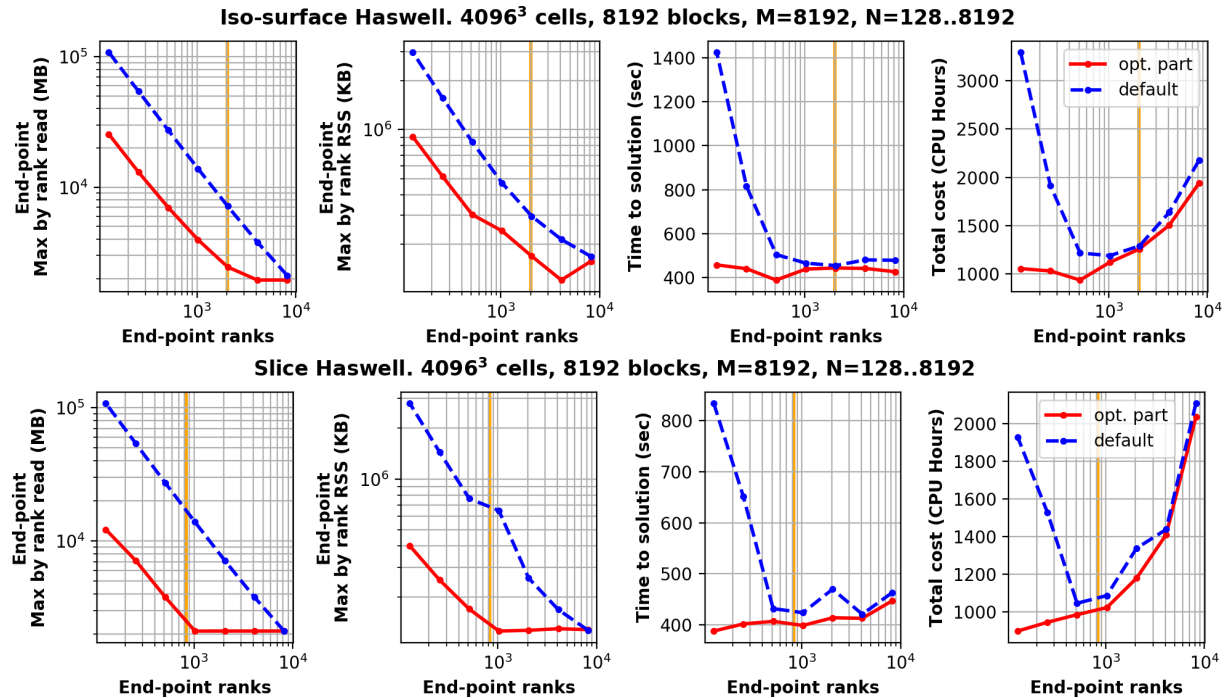 Iso-surface Haswell. 4096³ cells, 8192 blocks, M=8192, N=128..8192
End-point
Max by rank read (MB)
10⁵
10⁴
10³
10⁴
End-point ranks
End-point
Max by rank RSS (KB)
10⁶
10³
10⁴
End-point ranks
Time to solution (sec)
1400
1200
1000
800
600
400
10³
10⁴
End-point ranks
Total cost (CPU Hours)
3000
2500
2000
1500
1000
opt. part
default
10³
10⁴
End-point ranks
Slice Haswell. 4096³ cells, 8192 blocks, M=8192, N=128..8192
End-point
Max by rank read (MB)
10⁵
10⁴
10³
10⁴
End-point ranks
End-point
Max by rank RSS (KB)
10⁶
10³
10⁴
End-point ranks
Time to solution (sec)
800
700
600
500
400
10³
10⁴
End-point ranks
Total cost (CPU Hours)
2000
1800
1600
1400
1200
1000
opt. part
default
10³
10⁴
End-point ranks